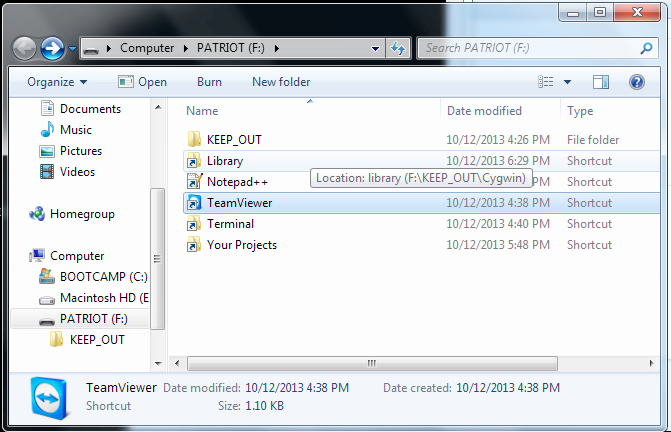 Computer PATRIOT (F:) Search PATRIOT (F:)
Organize Open Burn New folder
Name Date modified Type
Documents
Music
Pictures
Videos
Homegroup
Computer
BOOTCAMP (C:)
Macintosh HD (E
PATRIOT (F:)
KEEP_OUT
KEEP_OUT 10/12/2013 4:26 PM File folder
Library 10/12/2013 6:29 PM Shortcut
Notepad++ Shortcut
Location: library (F:\KEEP_OUT\Cygwin)
TeamViewer 10/12/2013 4:38 PM Shortcut
Terminal 10/12/2013 4:40 PM Shortcut
Your Projects 10/12/2013 5:48 PM Shortcut
TeamViewer Date modified: 10/12/2013 4:38 PM Date created: 10/12/2013 4:38 PM
Shortcut Size: 1.10 KB